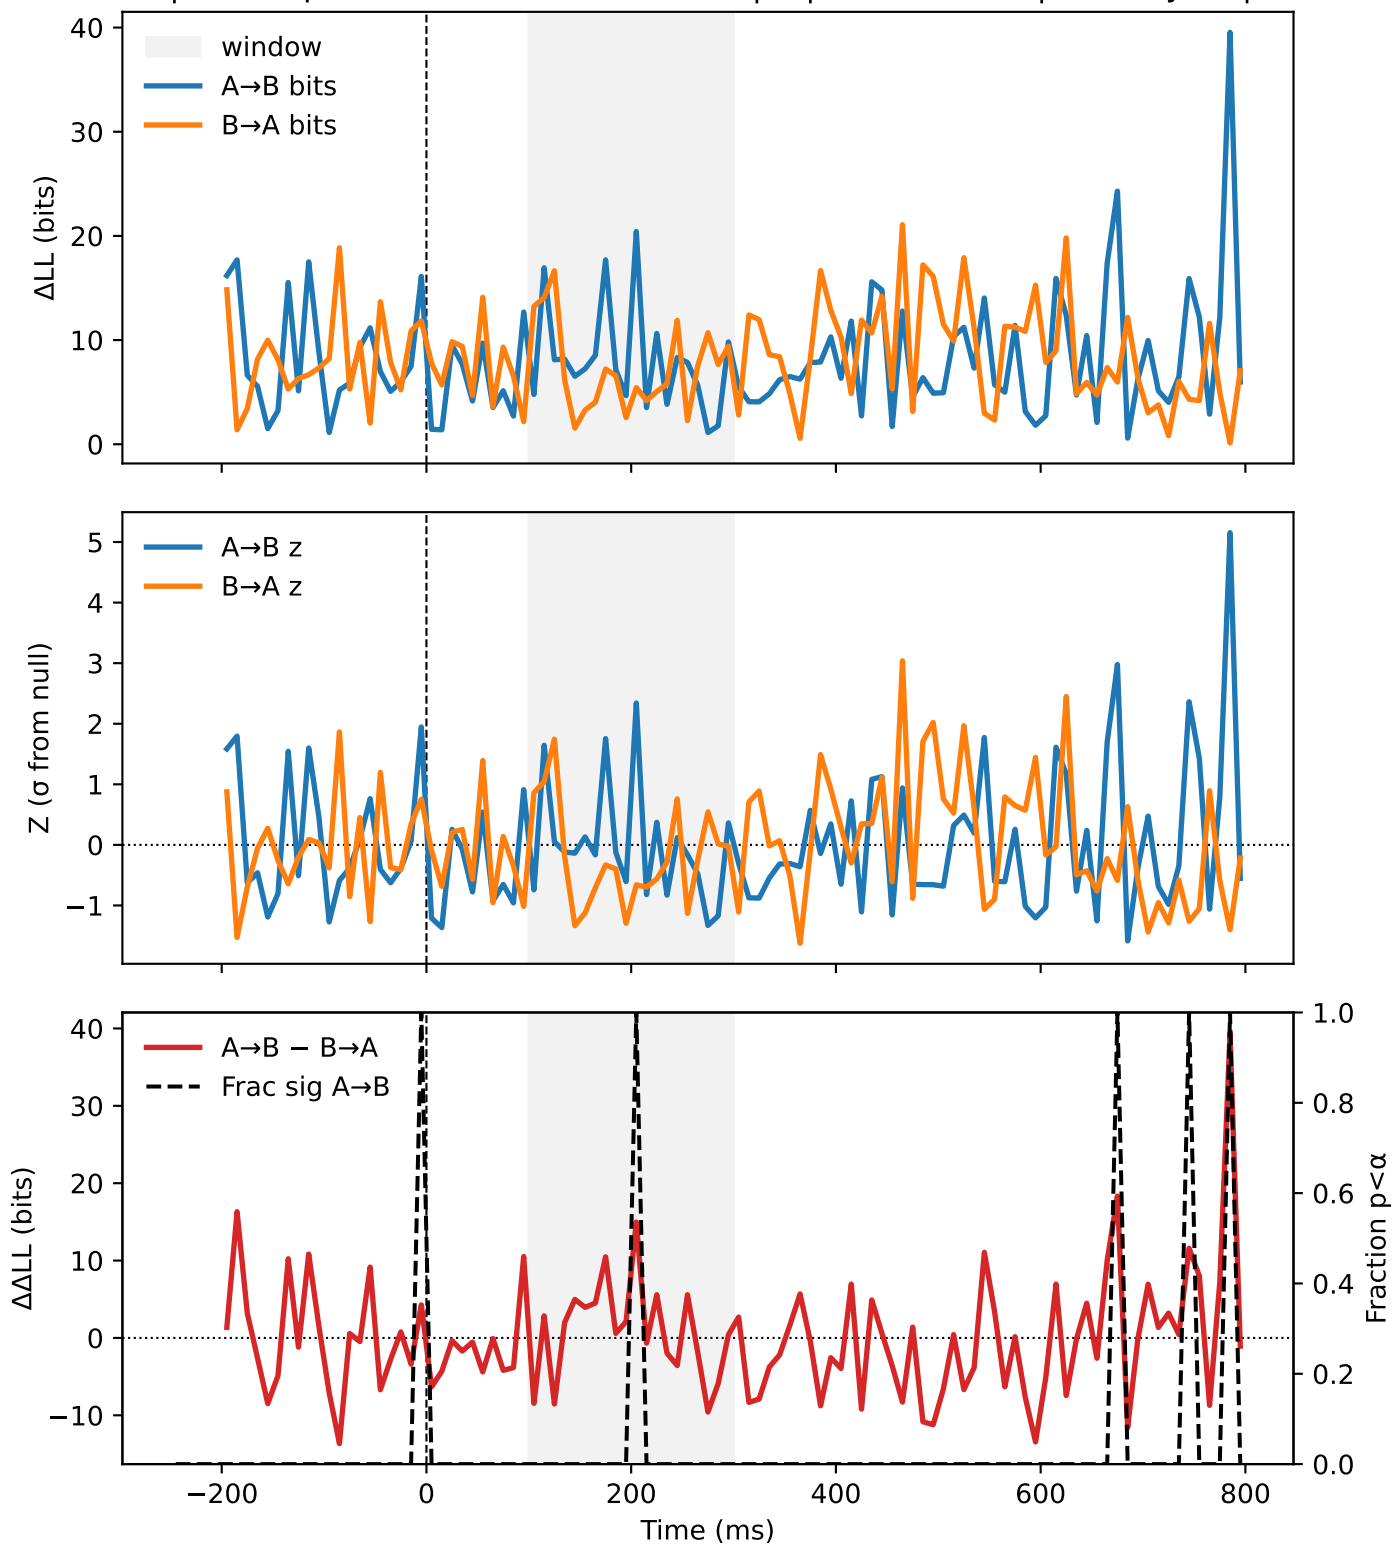 40
30
20
10
0
ΔLL (bits)
window
A→B bits
B→A bits
5
4
3
2
1
0
−1
Z (σ from null)
A→B z
B→A z
40
30
20
10
0
−10
ΔΔLL (bits)
A→B − B→A
Frac sig A→B
1.0
0.8
0.6
0.4
0.2
0.0
Fraction p<α
−200 0 200 400 600 800
Time (ms)